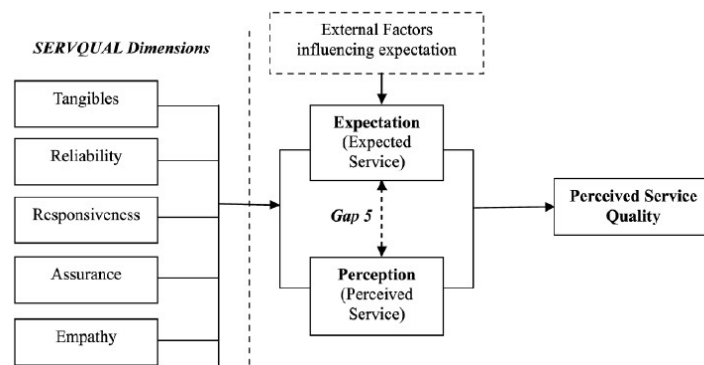 SERVQUAL Dimensions
Tangibles
Reliability
Responsiveness
Assurance
Empathy
External Factors
influencing expectation
Expectation
(Expected
Service)
Gap 5
Perception
(Perceived
Service)
Perceived Service
Quality